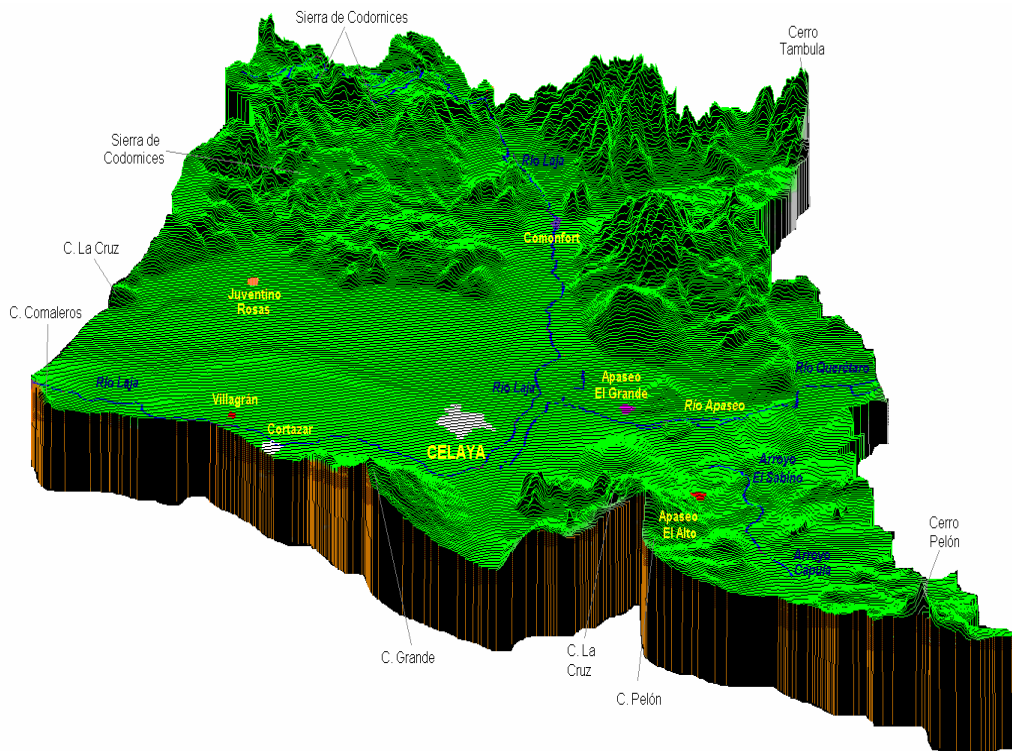 Sierra de Codornices
Cerro
Tambula
Sierra de
Codornices
Río Laja
Comonfort
C. La Cruz
Juventino
Rosas
C. Comaleros
Río Laja
Río Laja
Apaseo
El Grande
Río Querétaro
Villagrán
Río Apaseo
Cortazar
CELAYA
Arroyo
El Sabino
Apaseo
El Alto
Cerro
Pelón
Arroyo
Capula
C. Grande
C. La
Cruz
C. Pelón